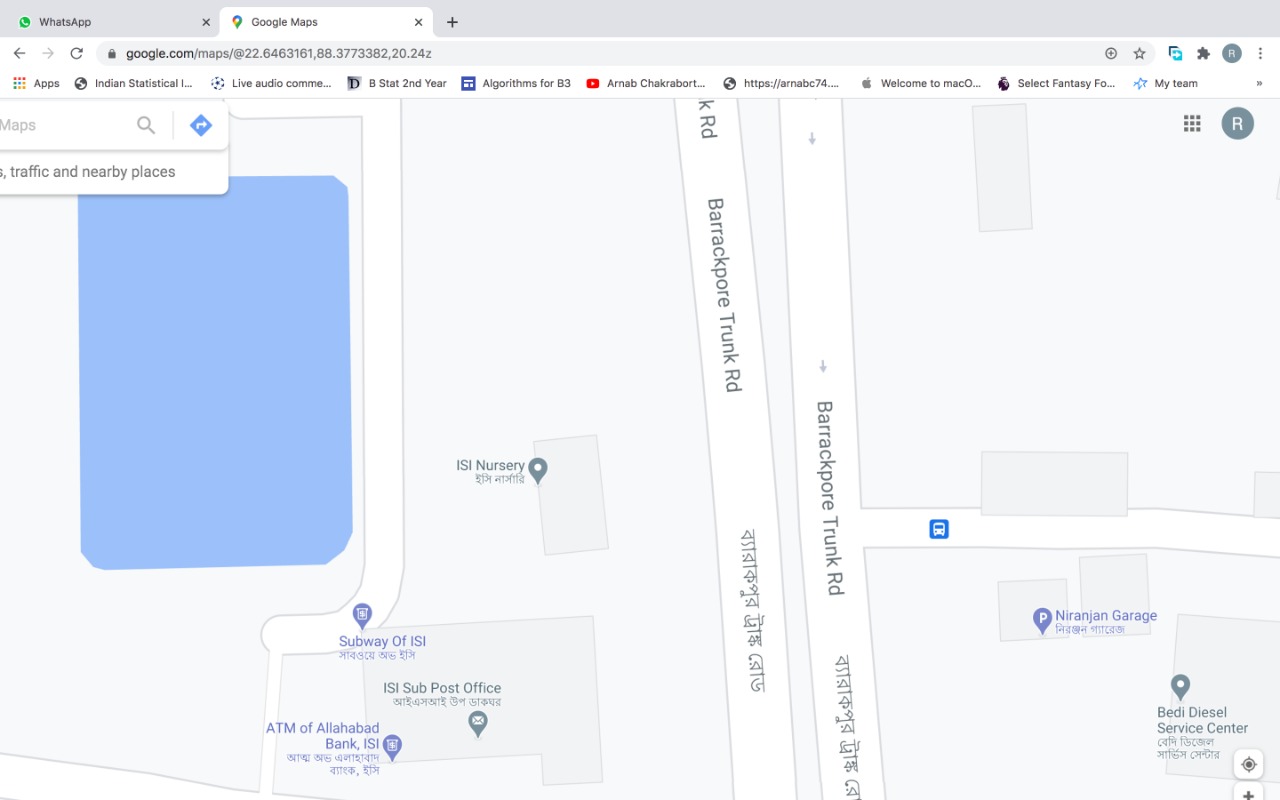 WhatsApp
Google Maps
google.com/maps/@22.6463161,88.3773382,20.24z
R
Apps
Indian Statistical I...
Live audio comme...
B Stat 2nd Year
Algorithms for B3
Arnab Chakrabort...
https://arnabc74....
Welcome to macO...
Select Fantasy Fo...
My team
»
Maps
R
s, traffic and nearby places
k Rd
Barrackpore Trunk Rd
Barrackpore Trunk Rd
ISI Nursery
ইসি নার্সারি
ব্যারাকপুর ট্রাঙ্ক রোড
ব্যারাকপুর ট্রাঙ্ক রো
Subway Of ISI
সাবওয়ে অভ ইসি
ISI Sub Post Office
আইএসআই উপ ডাকঘর
ATM of Allahabad
Bank, ISI
আত্ম অভ এলাহাবাদ
ব্যাংক, ইসি
P
Niranjan Garage
নিরঞ্জন গ্যারেজ
Bedi Diesel
Service Center
বেদি ডিজেল
সার্ভিস সেন্টার